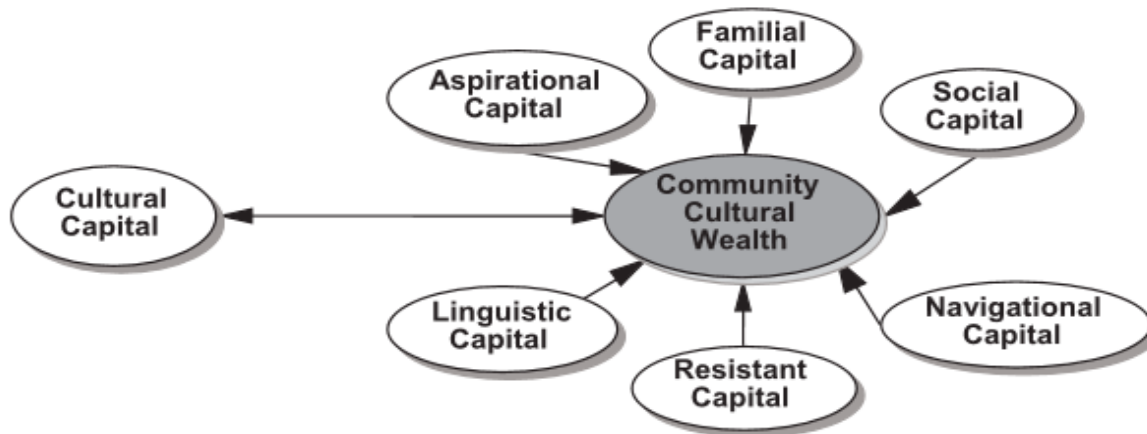 Familial
Capital
Aspirational
Capital
Social
Capital
Cultural
Capital
Community
Cultural
Wealth
Linguistic
Capital
Navigational
Capital
Resistant
Capital